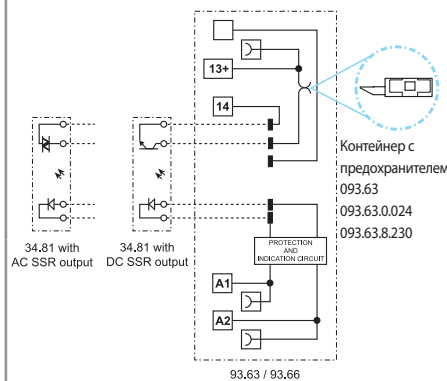 13+
14
Контейнер с
предохранителем
093.63
093.63.0.024
093.63.8.230
34.81 with
AC SSR output
34.81 with
DC SSR output
PROTECTION
AND
INDICATION CIRCUIT
A1
A2
93.63 / 93.66